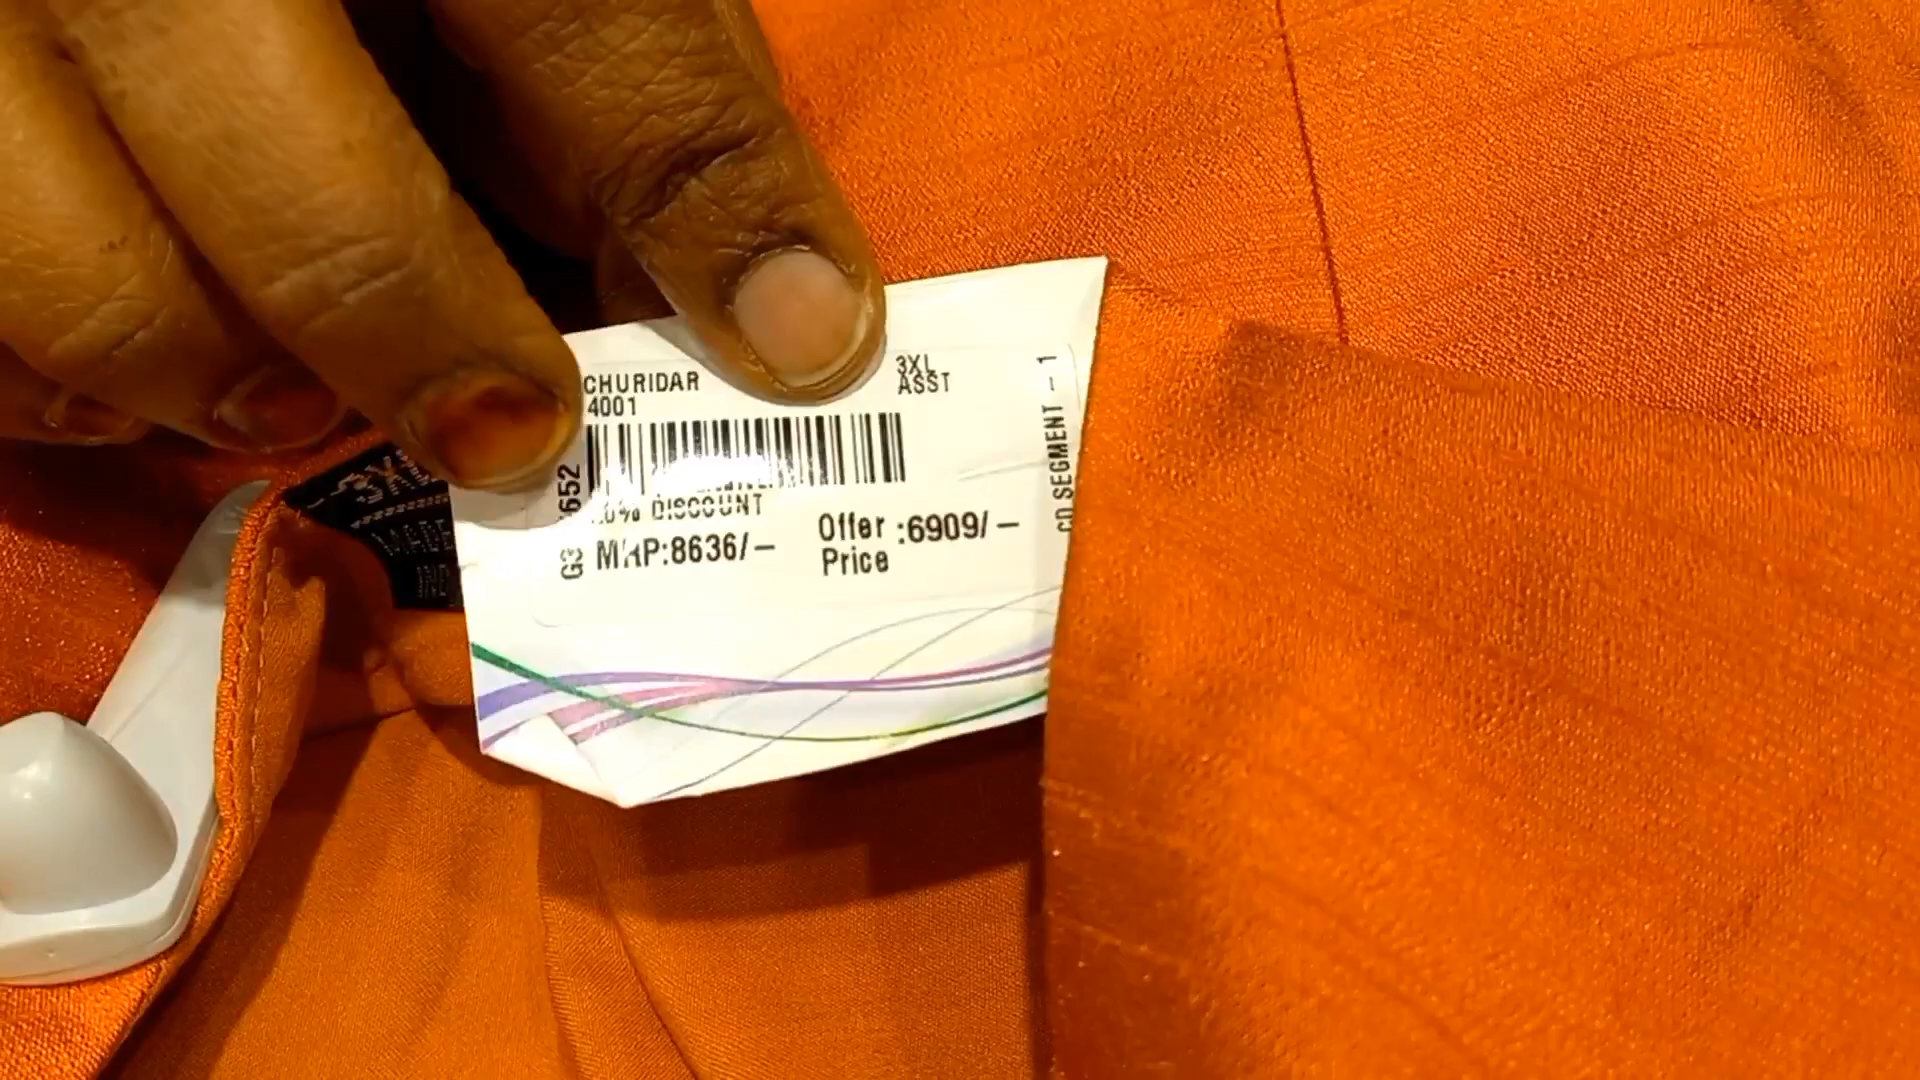 CHURIDAR
4001
3XL
ASST
DISCOUNT
MRP:8636/-
Offer :6909/-
Price
CD SEGMENT - 1
652
G3